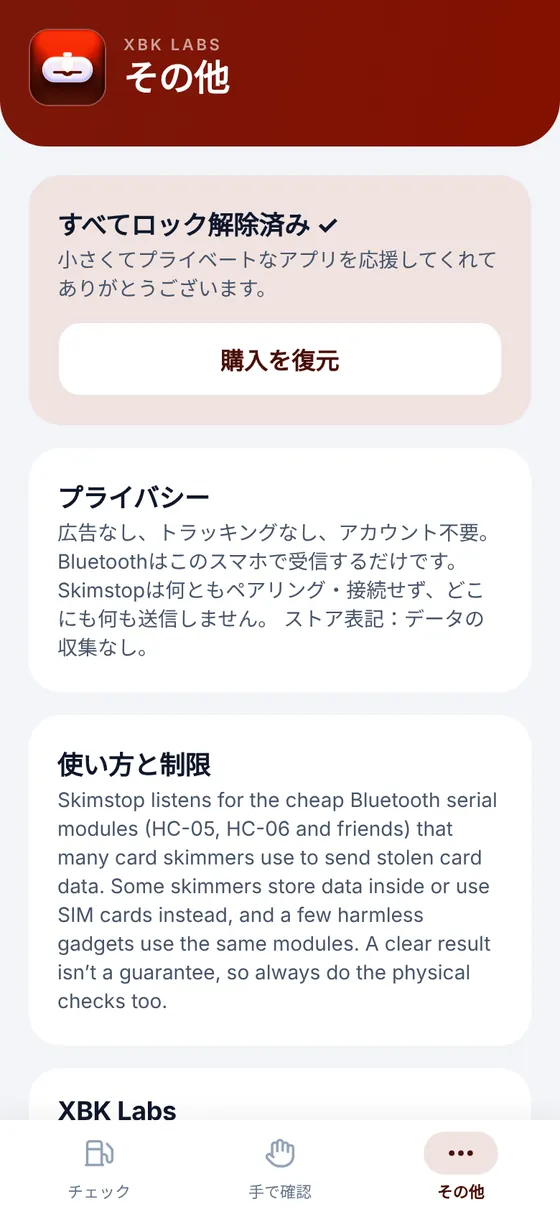 XBK LABS
その他
すべてロック解除済み ✓
小さくてプライベートなアプリを応援してくれて
ありがとうございます。
購入を復元
プライバシー
広告なし、トラッキングなし、アカウント不要。
Bluetoothはこのスマホで受信するだけです。
Skimstopは何ともペアリング・接続せず、どこ
にも何も送信しません。 ストア表記：データの
収集なし。
使い方と制限
Skimstop listens for the cheap Bluetooth serial
modules (HC-05, HC-06 and friends) that
many card skimmers use to send stolen card
data. Some skimmers store data inside or use
SIM cards instead, and a few harmless
gadgets use the same modules. A clear result
isn’t a guarantee, so always do the physical
checks too.
XBK Labs
チェック
手で確認
その他